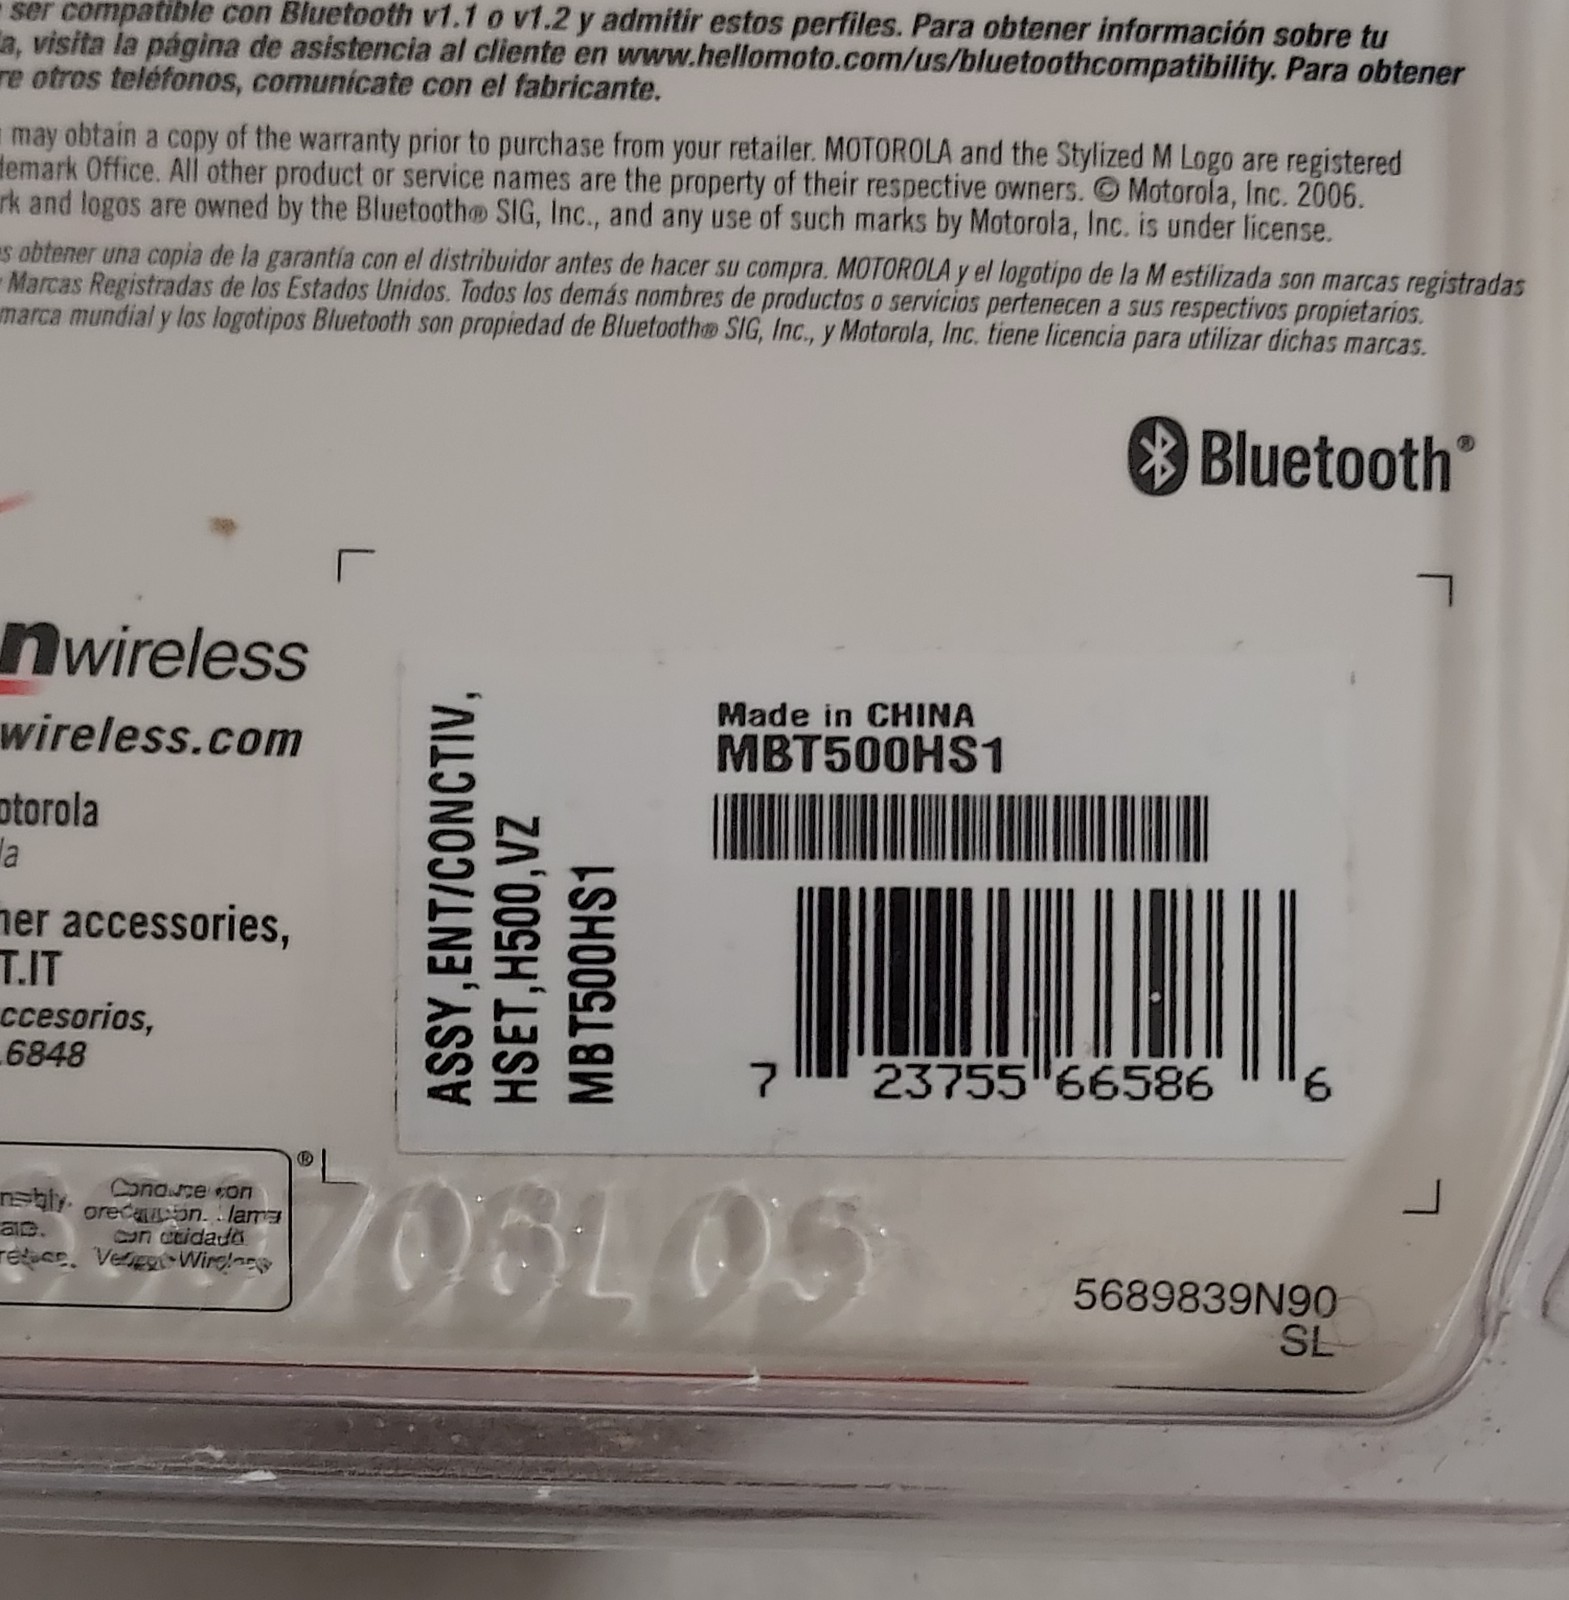 ser compatible con Bluetooth v1.1 o v1.2 y admitir estos perfiles. Para obtener información sobre tu
a, visita la página de asistencia al cliente en www.hellomoto.com/us/bluetoothcompatibility. Para obtener
re otros teléfonos, comunícate con el fabricante.
may obtain a copy of the warranty prior to purchase from your retailer. MOTOROLA and the Stylized M Logo are registered
demark Office. All other product or service names are the property of their respective owners. © Motorola, Inc. 2006.
rk and logos are owned by the Bluetooth® SIG, Inc., and any use of such marks by Motorola, Inc. is under license.
s obtener una copia de la garantía con el distribuidor antes de hacer su compra. MOTOROLA y el logotipo de la M estilizada son marcas registradas
Marcas Registradas de los Estados Unidos. Todos los demás nombres de productos o servicios pertenecen a sus respectivos propietarios.
marca mundial y los logotipos Bluetooth son propiedad de Bluetooth® SIG, Inc., y Motorola, Inc. tiene licencia para utilizar dichas marcas.
Bluetooth®
nwireless
wireless.com
otorola
la
her accessories,
T.IT
ccesorios,
.6848
ASSY,ENT/CONCTIV,
HSET,H500,VZ
MBT500HS1
Made in CHINA
MBT500HS1
7 23755 66586 6
®
con
con cuidado
5689839N90
SL